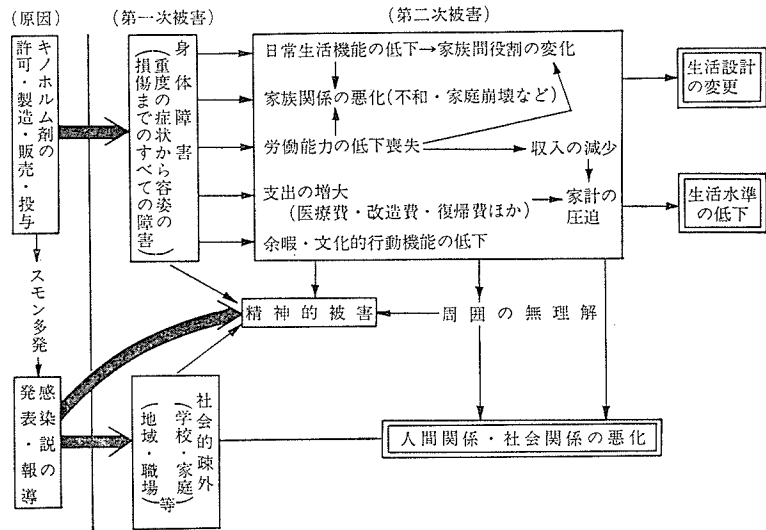 (原因)
(第一次被害)
(第二次被害)
キノホルム剤の
許可・製造・販売・投与
スモン多発
感染説の
発表・報導
身体障害
(重度の症状から容姿の
損傷までのすべての障害)
日常生活機能の低下→家族間役割の変化
家族関係の悪化(不和・家庭崩壊など)
労働能力の低下喪失
収入の減少
支出の増大
(医療費・改造費・復帰費ほか)
家計の
圧迫
余暇・文化的行動機能の低下
生活設計
の変更
生活水準
の低下
精神的被害
周囲の無理解
社会的疎外
(学校・家庭
地域・職場)等
人間関係・社会関係の悪化